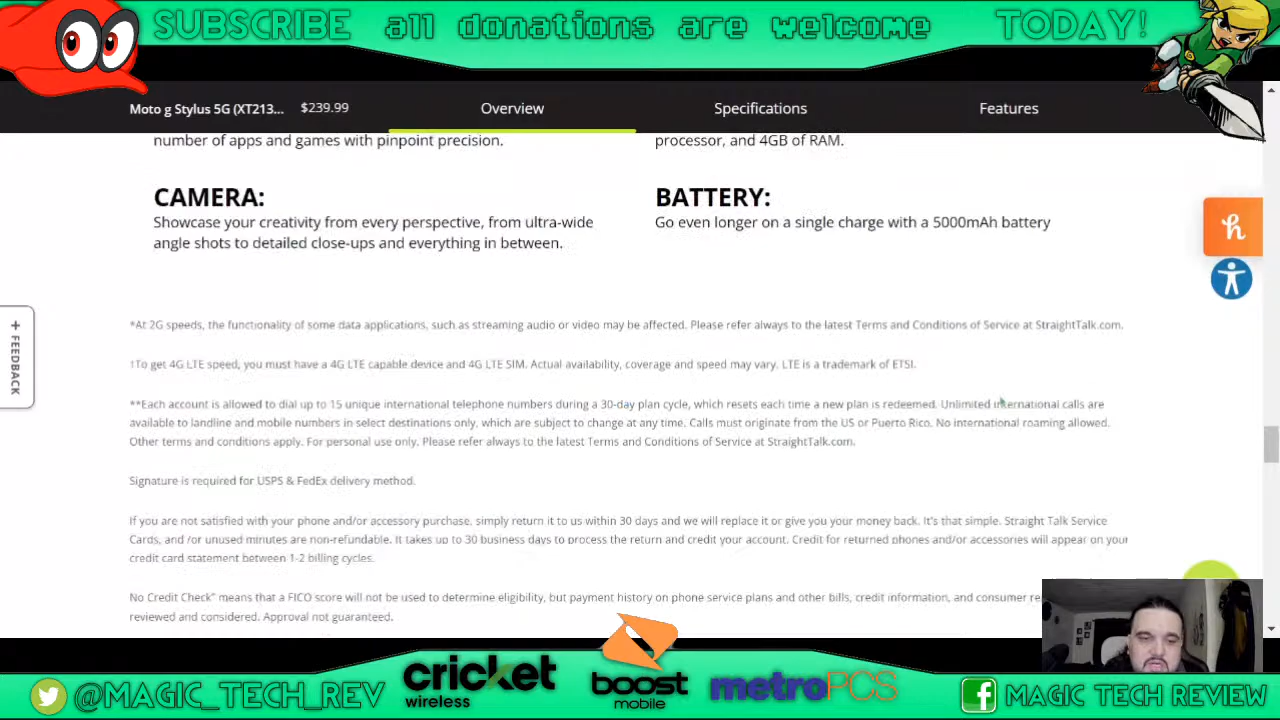 SUBSCRIBE all donations are welcome TODAY!
Moto g Stylus 5G (XT213... $239.99 Overview Specifications Features
number of apps and games with pinpoint precision.
processor, and 4GB of RAM.
CAMERA:
Showcase your creativity from every perspective, from ultra-wide
angle shots to detailed close-ups and everything in between.
BATTERY:
Go even longer on a single charge with a 5000mAh battery
h
+ FEEDBACK
*At 2G speeds, the functionality of some data applications, such as streaming audio or video may be affected. Please refer always to the latest Terms and Conditions of Service at StraightTalk.com.
†To get 4G LTE speed, you must have a 4G LTE capable device and 4G LTE SIM. Actual availability, coverage and speed may vary. LTE is a trademark of ETSI.
**Each account is allowed to dial up to 15 unique international telephone numbers during a 30-day plan cycle, which resets each time a new plan is redeemed. Unlimited international calls are
available to landline and mobile numbers in select destinations only, which are subject to change at any time. Calls must originate from the US or Puerto Rico. No international roaming allowed.
Other terms and conditions apply. For personal use only. Please refer always to the latest Terms and Conditions of Service at StraightTalk.com.
Signature is required for USPS & FedEx delivery method.
If you are not satisfied with your phone and/or accessory purchase, simply return it to us within 30 days and we will replace it or give you your money back. It's that simple. Straight Talk Service
Cards, and/or unused minutes are non-refundable. It takes up to 30 business days to process the return and credit your account. Credit for returned phones and/or accessories will appear on your
credit card statement between 1-2 billing cycles.
No Credit Check" means that a FICO score will not be used to determine eligibility, but payment history on phone service plans and other bills, credit information, and consumer re
reviewed and considered. Approval not guaranteed.
@MAGIC_TECH_REV
cricket
wireless
boost
mobile
metroPCS
f MAGIC TECH REVIEW